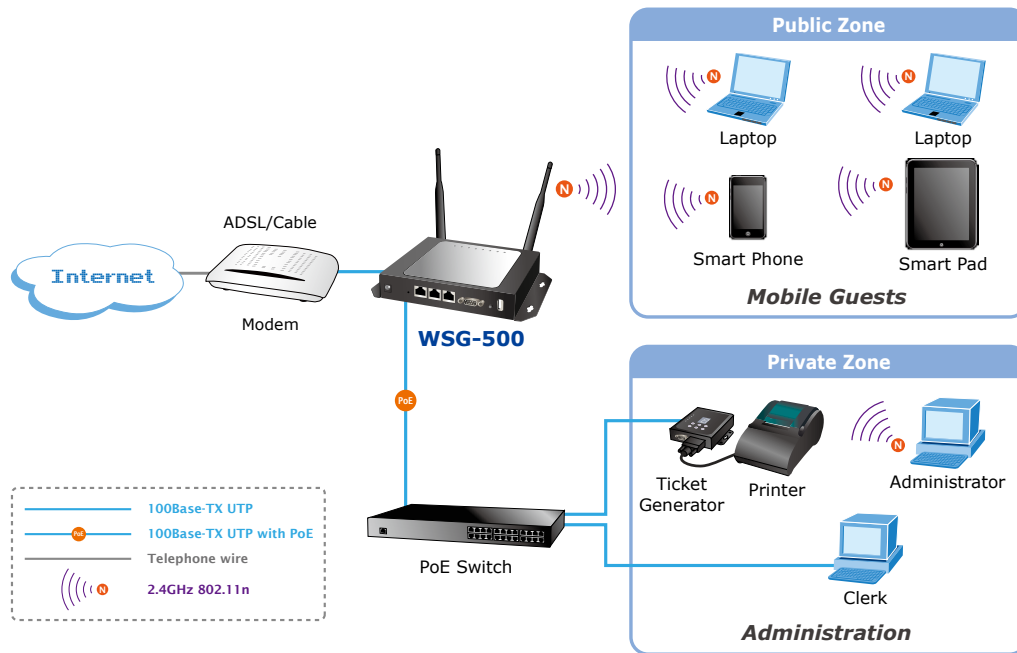 Public Zone
N
N
Laptop
Laptop
N
N
N
Smart Phone
Smart Pad
Mobile Guests
ADSL/Cable
Internet
Modem
WSG-500
PoE
Private Zone
N
Ticket
Generator
Printer
Administrator
PoE Switch
Clerk
Administration
100Base-TX UTP
PoE
100Base-TX UTP with PoE
Telephone wire
N
2.4GHz 802.11n